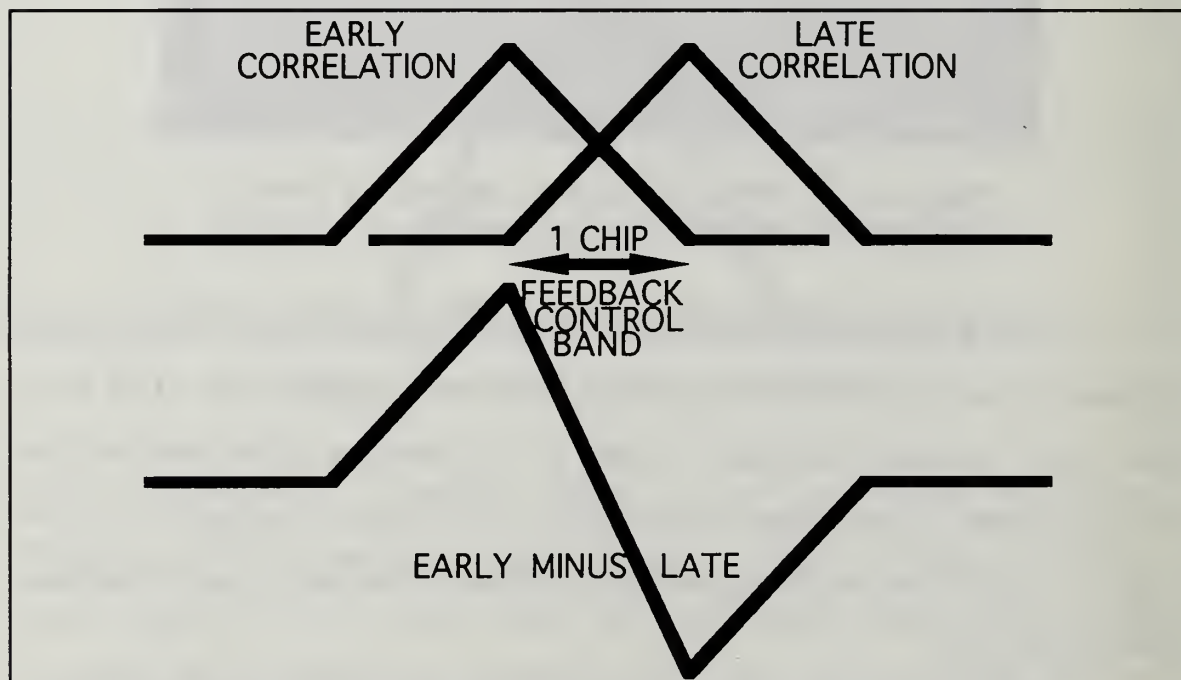 EARLY
CORRELATION
LATE
CORRELATION
1 CHIP
FEEDBACK
CONTROL
BAND
EARLY MINUS LATE